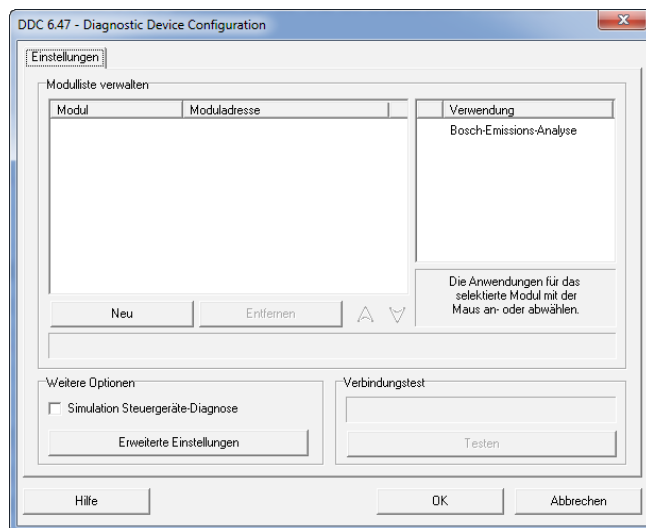 DDC 6.47 - Diagnostic Device Configuration
Einstellungen
Modulliste verwalten
Modul Moduladresse
Verwendung
Bosch-Emissions-Analyse
Die Anwendungen für das
selektierte Modul mit der
Maus an- oder abwählen.
Neu Entfernen
Weitere Optionen
Simulation Steuergeräte-Diagnose
Erweiterte Einstellungen
Verbindungstest
Testen
Hilfe OK Abbrechen